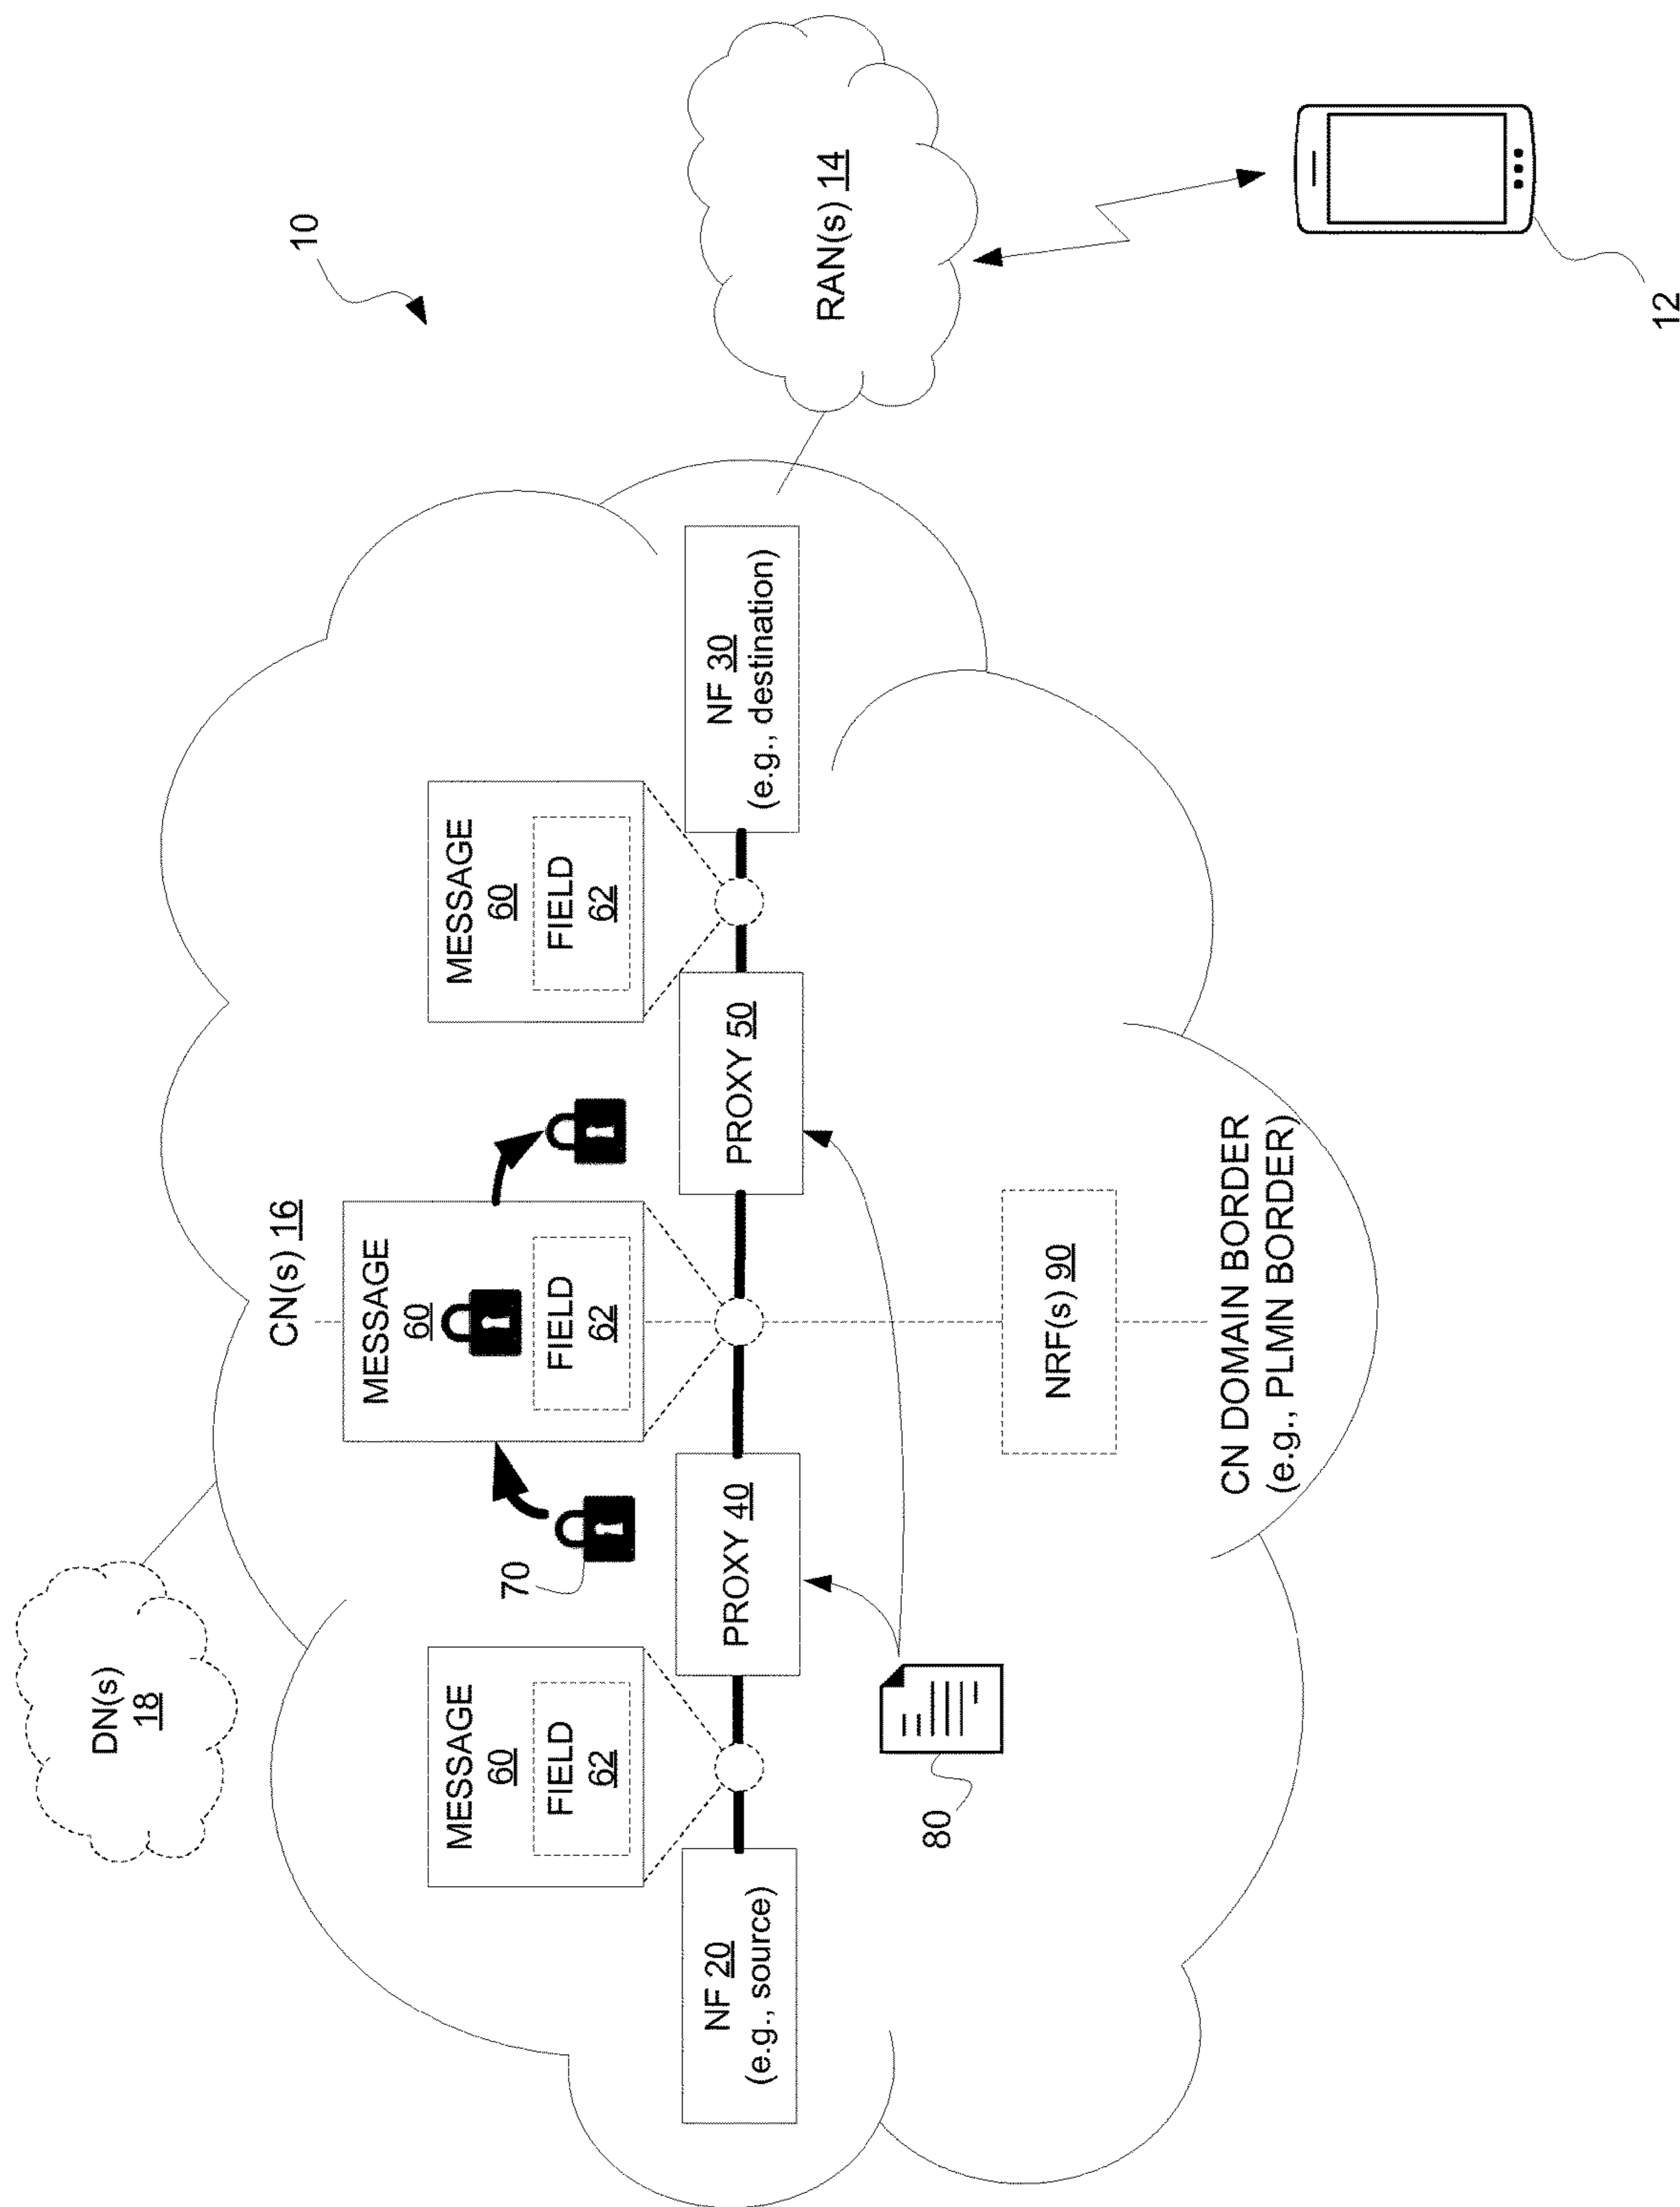 10
DN(s)
18
CN(s) 16
MESSAGE
60
FIELD
62
70
MESSAGE
60
FIELD
62
MESSAGE
60
FIELD
62
NF 20
(e.g., source)
PROXY 40
PROXY 50
NF 30
(e.g., destination)
RAN(s) 14
80
NRF(s) 90
CN DOMAIN BORDER
(e.g., PLMN BORDER)
12